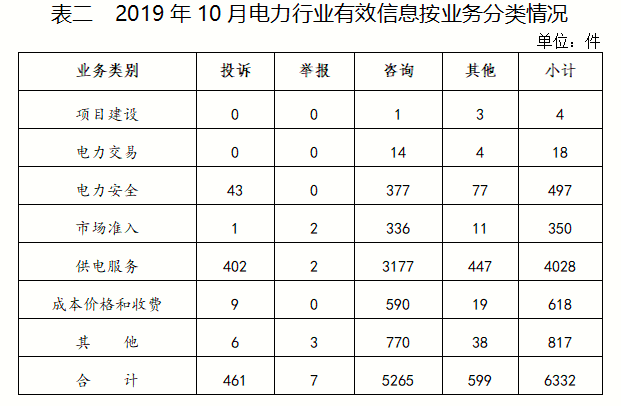 表二 2019 年 10 月电力行业有效信息按业务分类情况
单位：件
业务类别 投诉 举报 咨询 其他 小计
项目建设 0 0 1 3 4
电力交易 0 0 14 4 18
电力安全 43 0 377 77 497
市场准入 1 2 336 11 350
供电服务 402 2 3177 447 4028
成本价格和收费 9 0 590 19 618
其 他 6 3 770 38 817
合 计 461 7 5265 599 6332